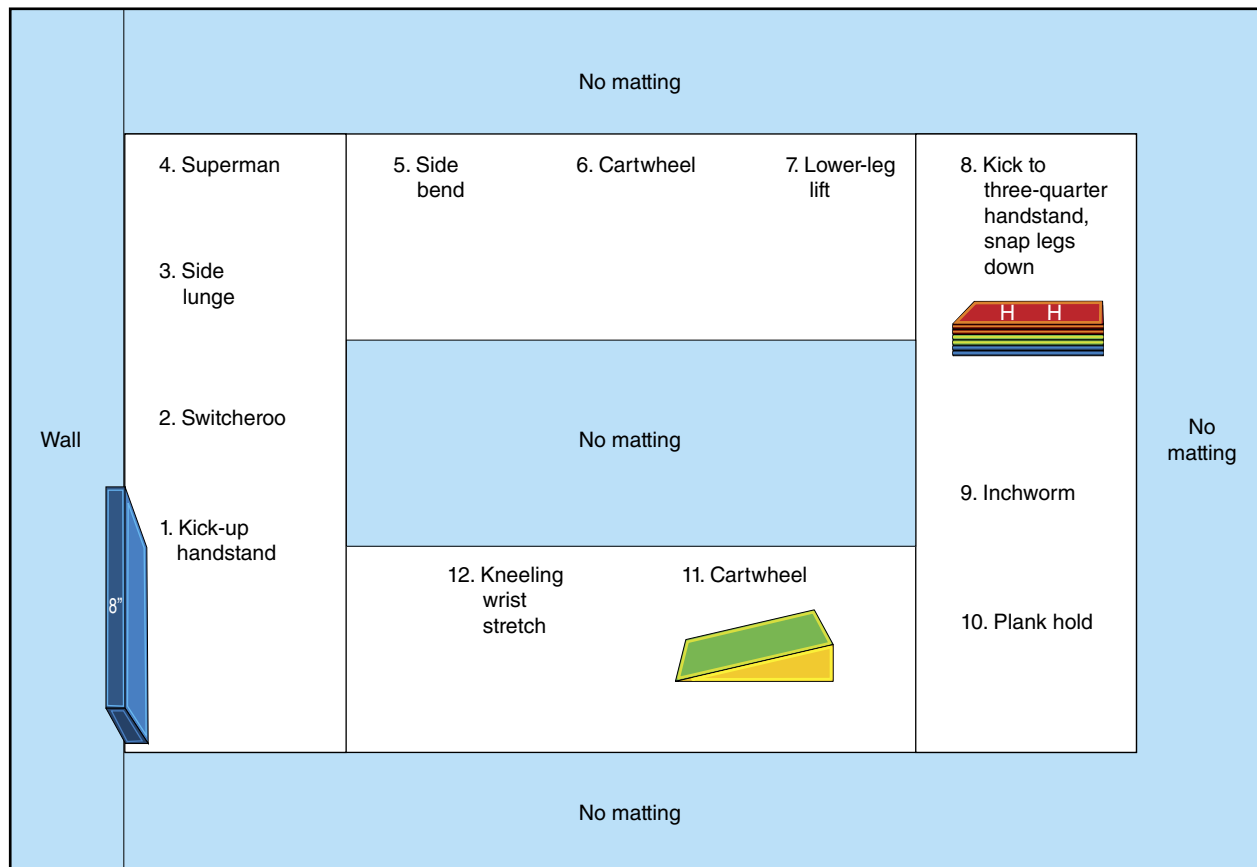 No matting
4. Superman
5. Side
bend
6. Cartwheel
7. Lower-leg
lift
8. Kick to
three-quarter
handstand,
snap legs
down
3. Side
lunge
H H
2. Switcheroo
Wall
No matting
No
matting
1. Kick-up
handstand
8"
9. Inchworm
12. Kneeling
wrist
stretch
11. Cartwheel
10. Plank hold
No matting